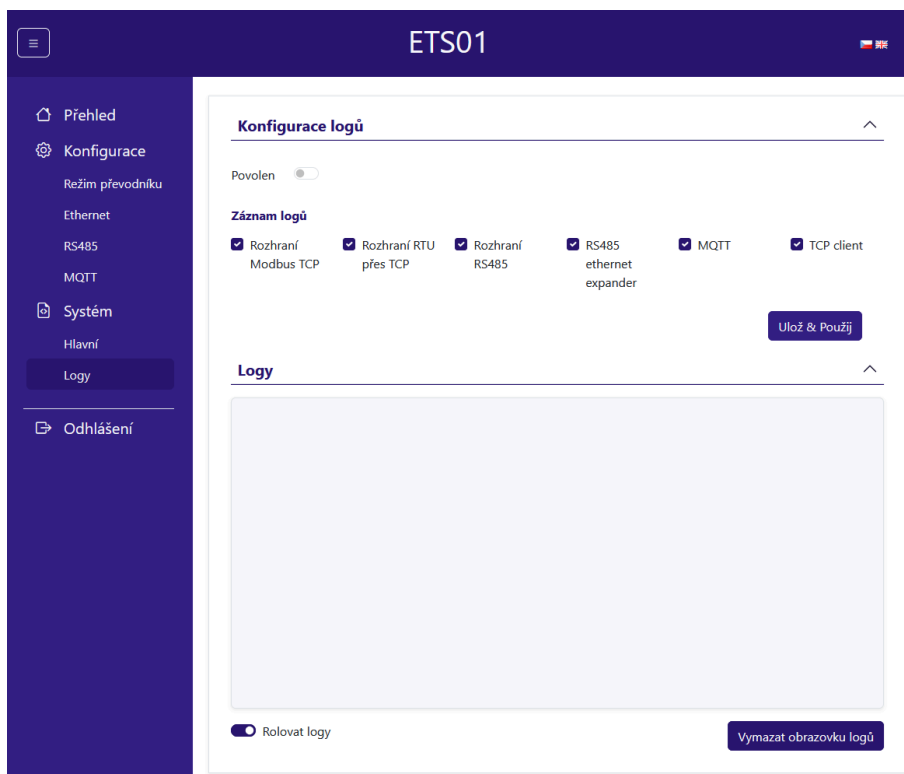 ETS01
Přehled
Konfigurace
Režim převodníku
Ethernet
RS485
MQTT
Systém
Hlavní
Logy
Odhlášení
Konfigurace logů
Povolen
Záznam logů
Rozhraní
Modbus TCP
Rozhraní RTU
přes TCP
Rozhraní
RS485
RS485
ethernet
expander
MQTT
TCP client
Ulož & Použij
Logy
Rolovat logy
Vymazat obrazovku logů